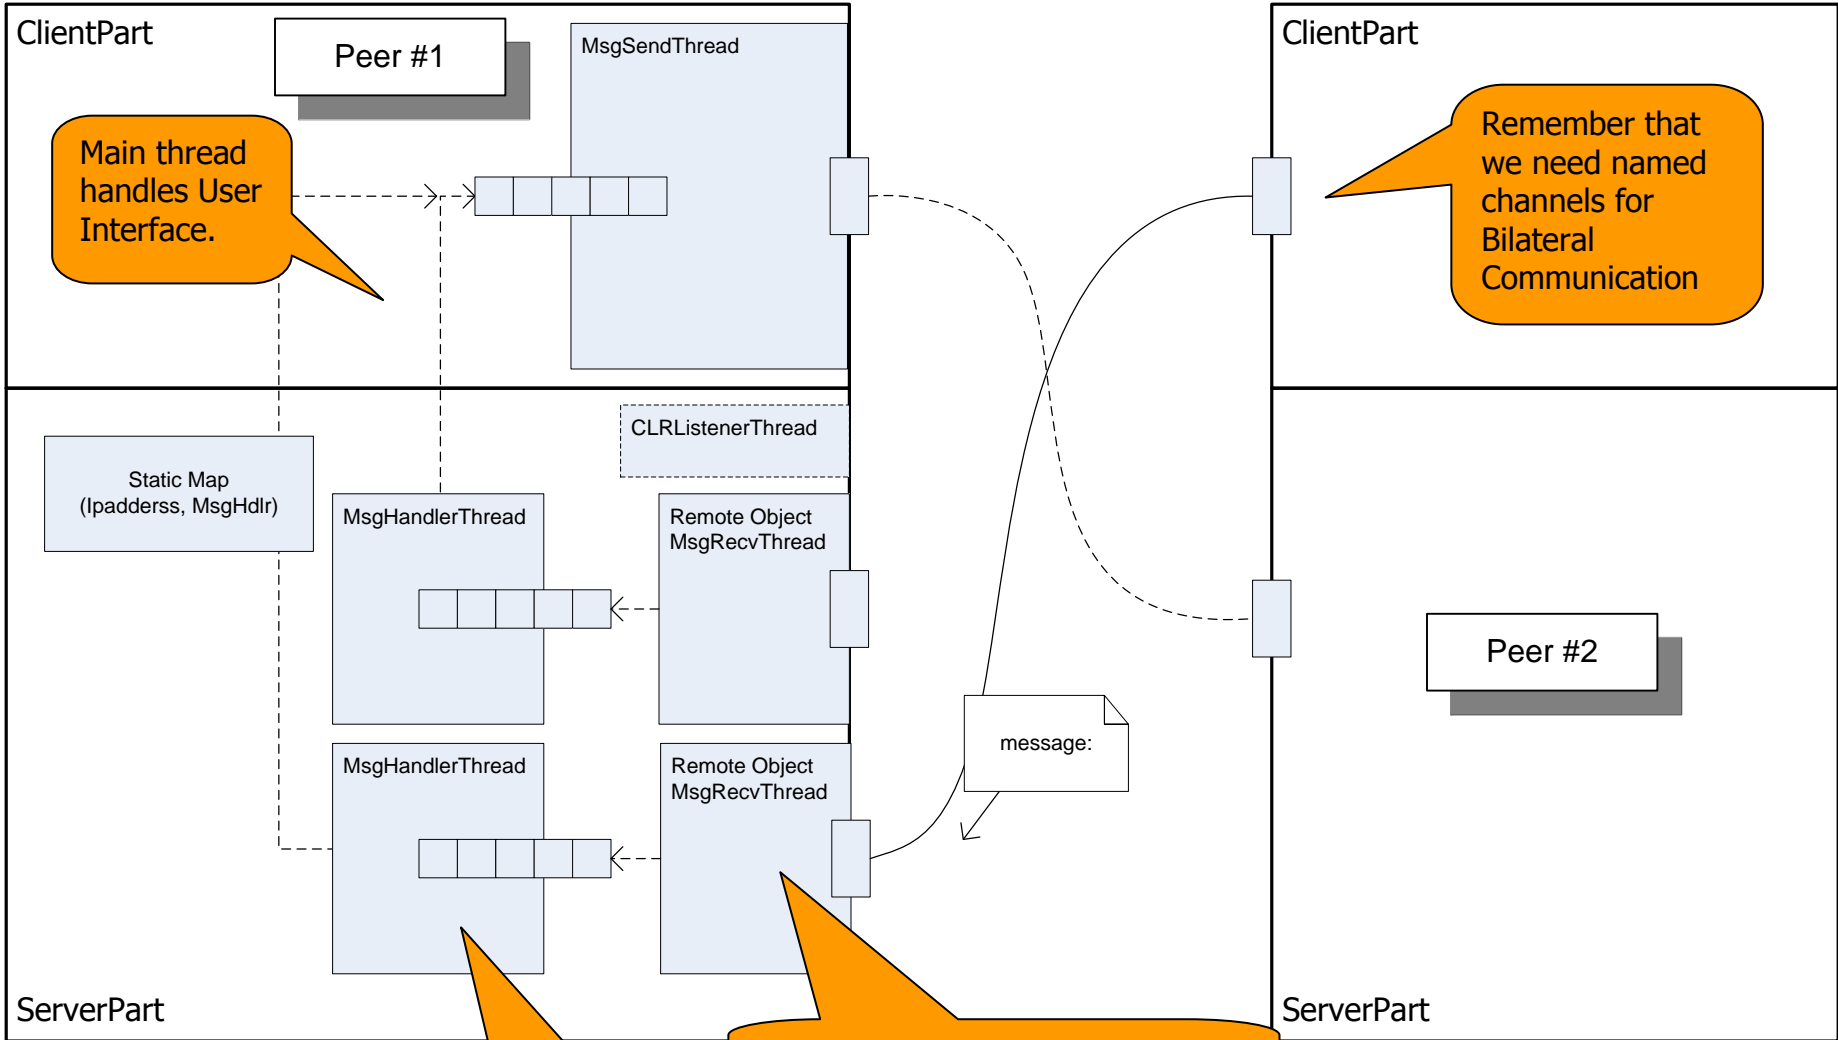 ClientPart
Peer #1
MsgSendThread
Main thread
handles User
Interface.
ClientPart
Remember that
we need named
channels for
Bilateral
Communication
CLRListenerThread
Static Map
(Ipadderss, MsgHdlr)
MsgHandlerThread
Remote Object
MsgRecvThread
Peer #2
message:
MsgHandlerThread
Remote Object
MsgRecvThread
ServerPart
ServerPart